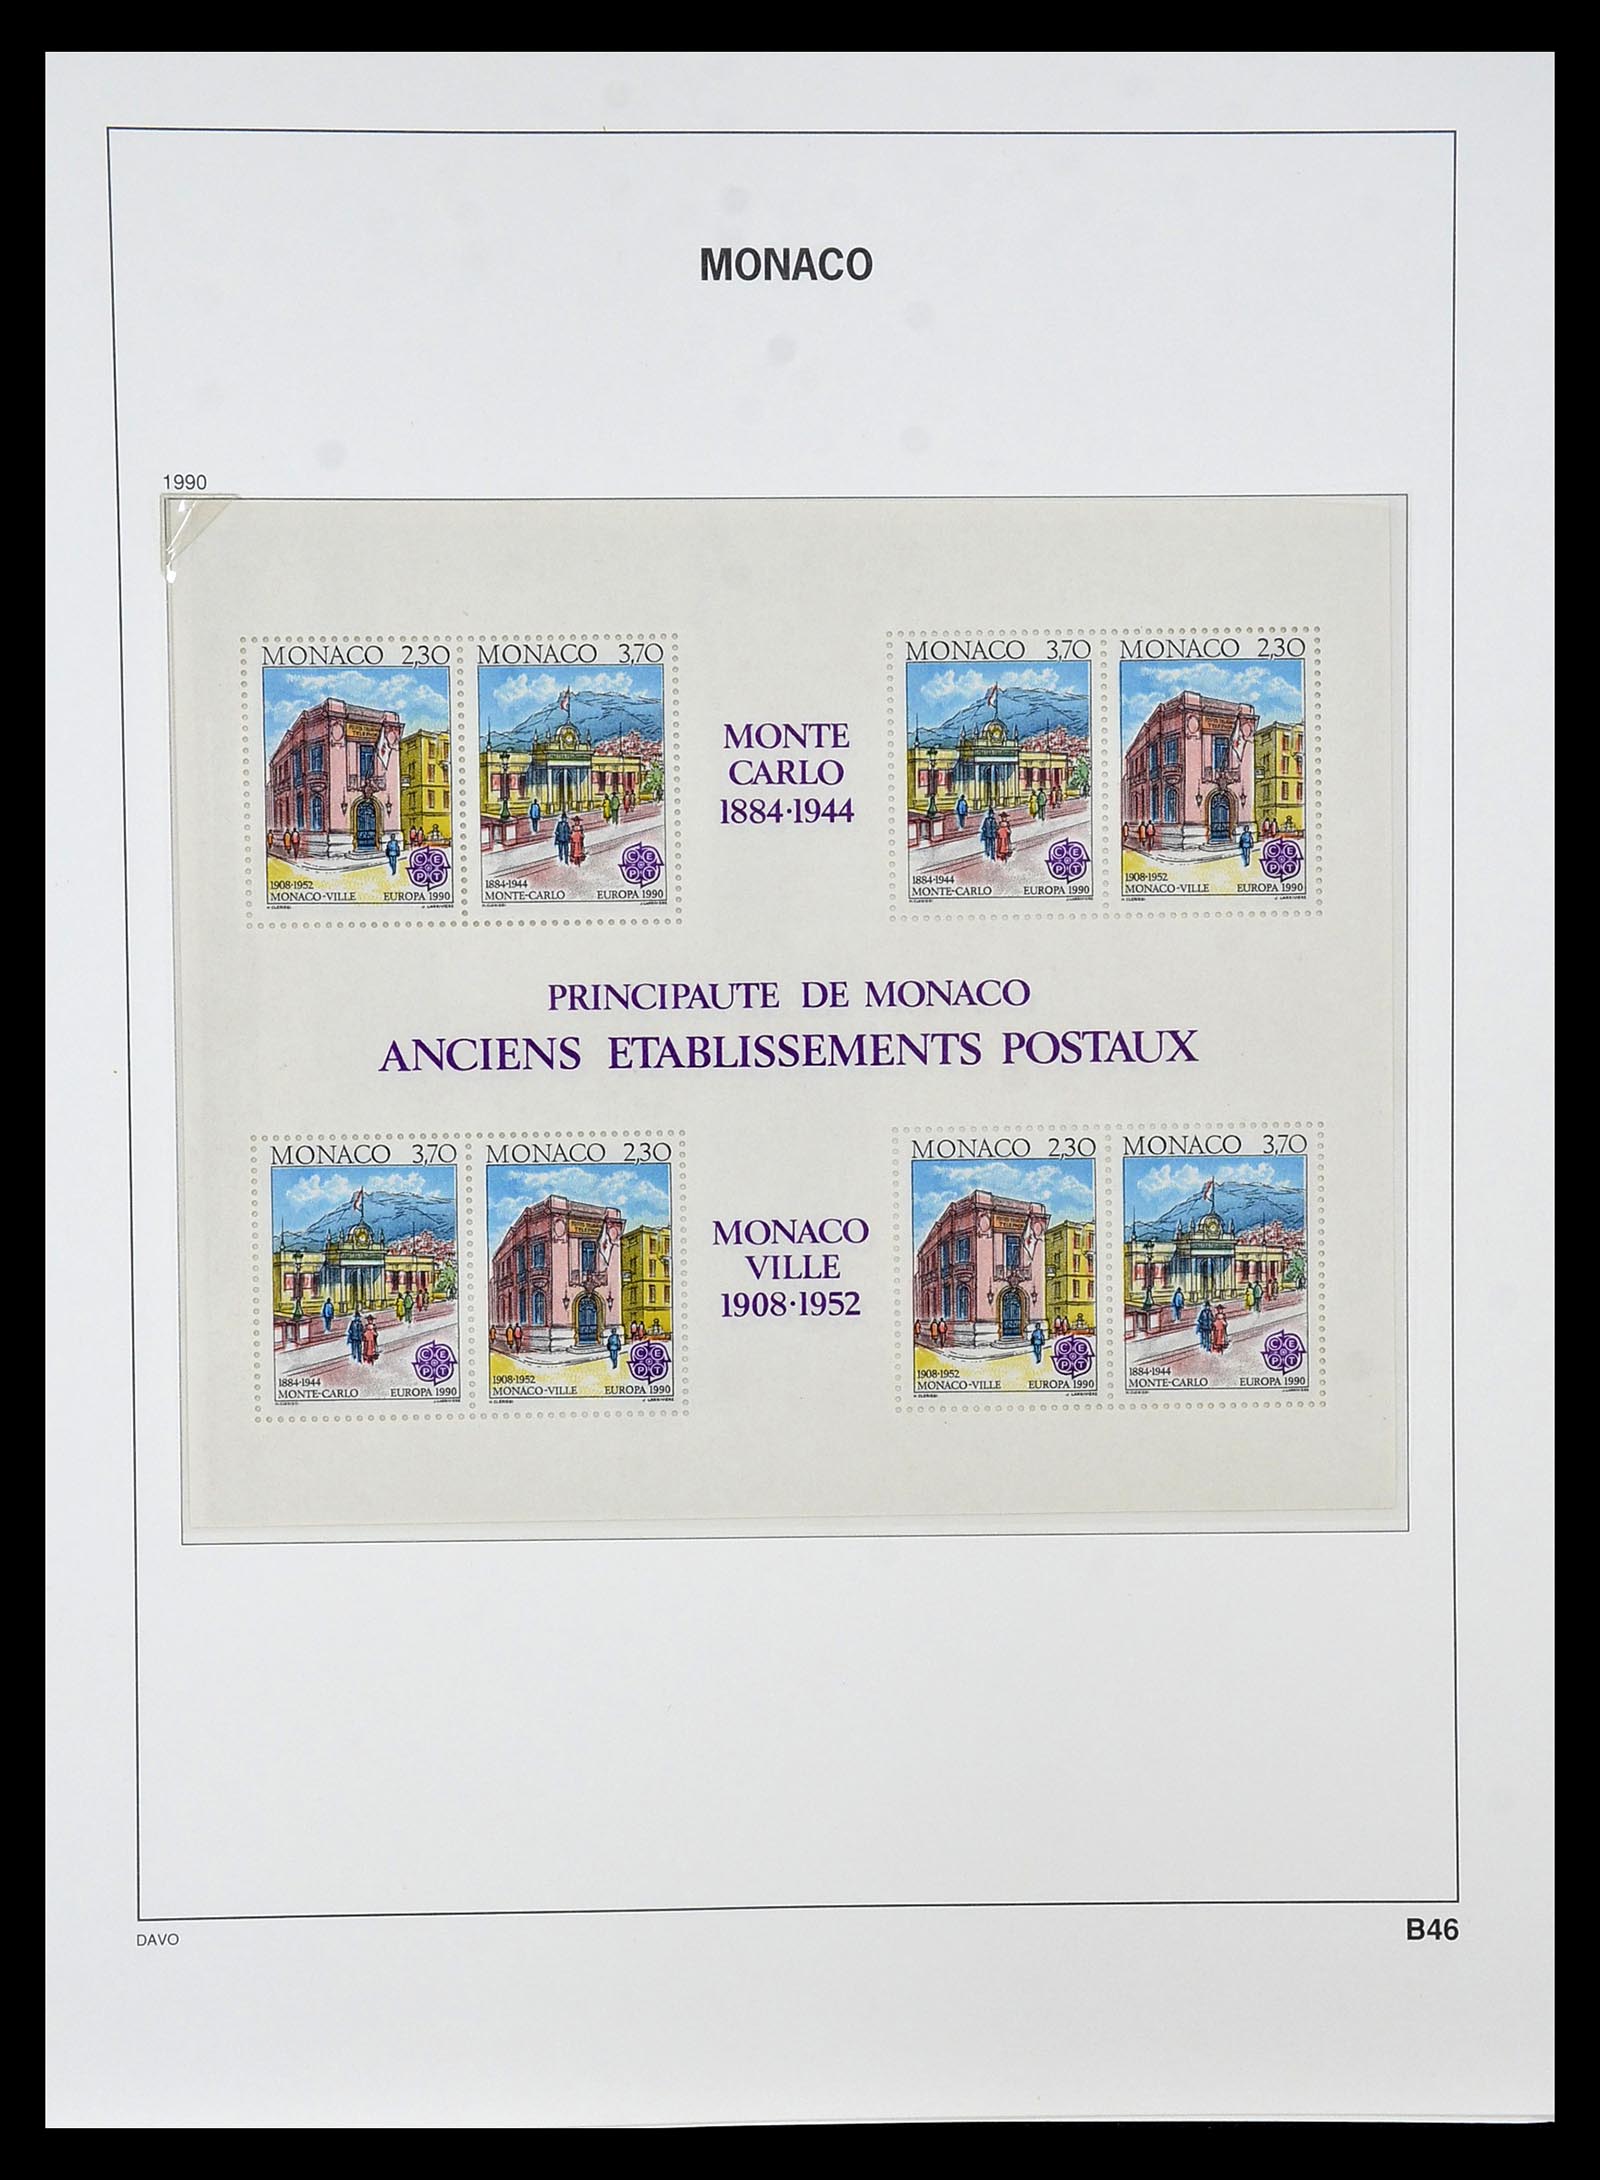 MONACO
1990
MONACO 2,30
MONACO 3,70
1908-1952
MONACO-VILLE EUROPA 1990
1884-1944
MONTE-CARLO EUROPA 1990
MONTE
CARLO
1884·1944
MONACO 3,70
MONACO 2,30
1884-1944
MONTE-CARLO EUROPA 1990
1908-1952
MONACO-VILLE EUROPA 1990
PRINCIPAUTE DE MONACO
ANCIENS ETABLISSEMENTS POSTAUX
MONACO 3,70
MONACO 2,30
1884-1944
MONTE-CARLO EUROPA 1990
1908-1952
MONACO-VILLE EUROPA 1990
MONACO
VILLE
1908·1952
MONACO 2,30
MONACO 3,70
1908-1952
MONACO-VILLE EUROPA 1990
1884-1944
MONTE-CARLO EUROPA 1990
DAVO
B46